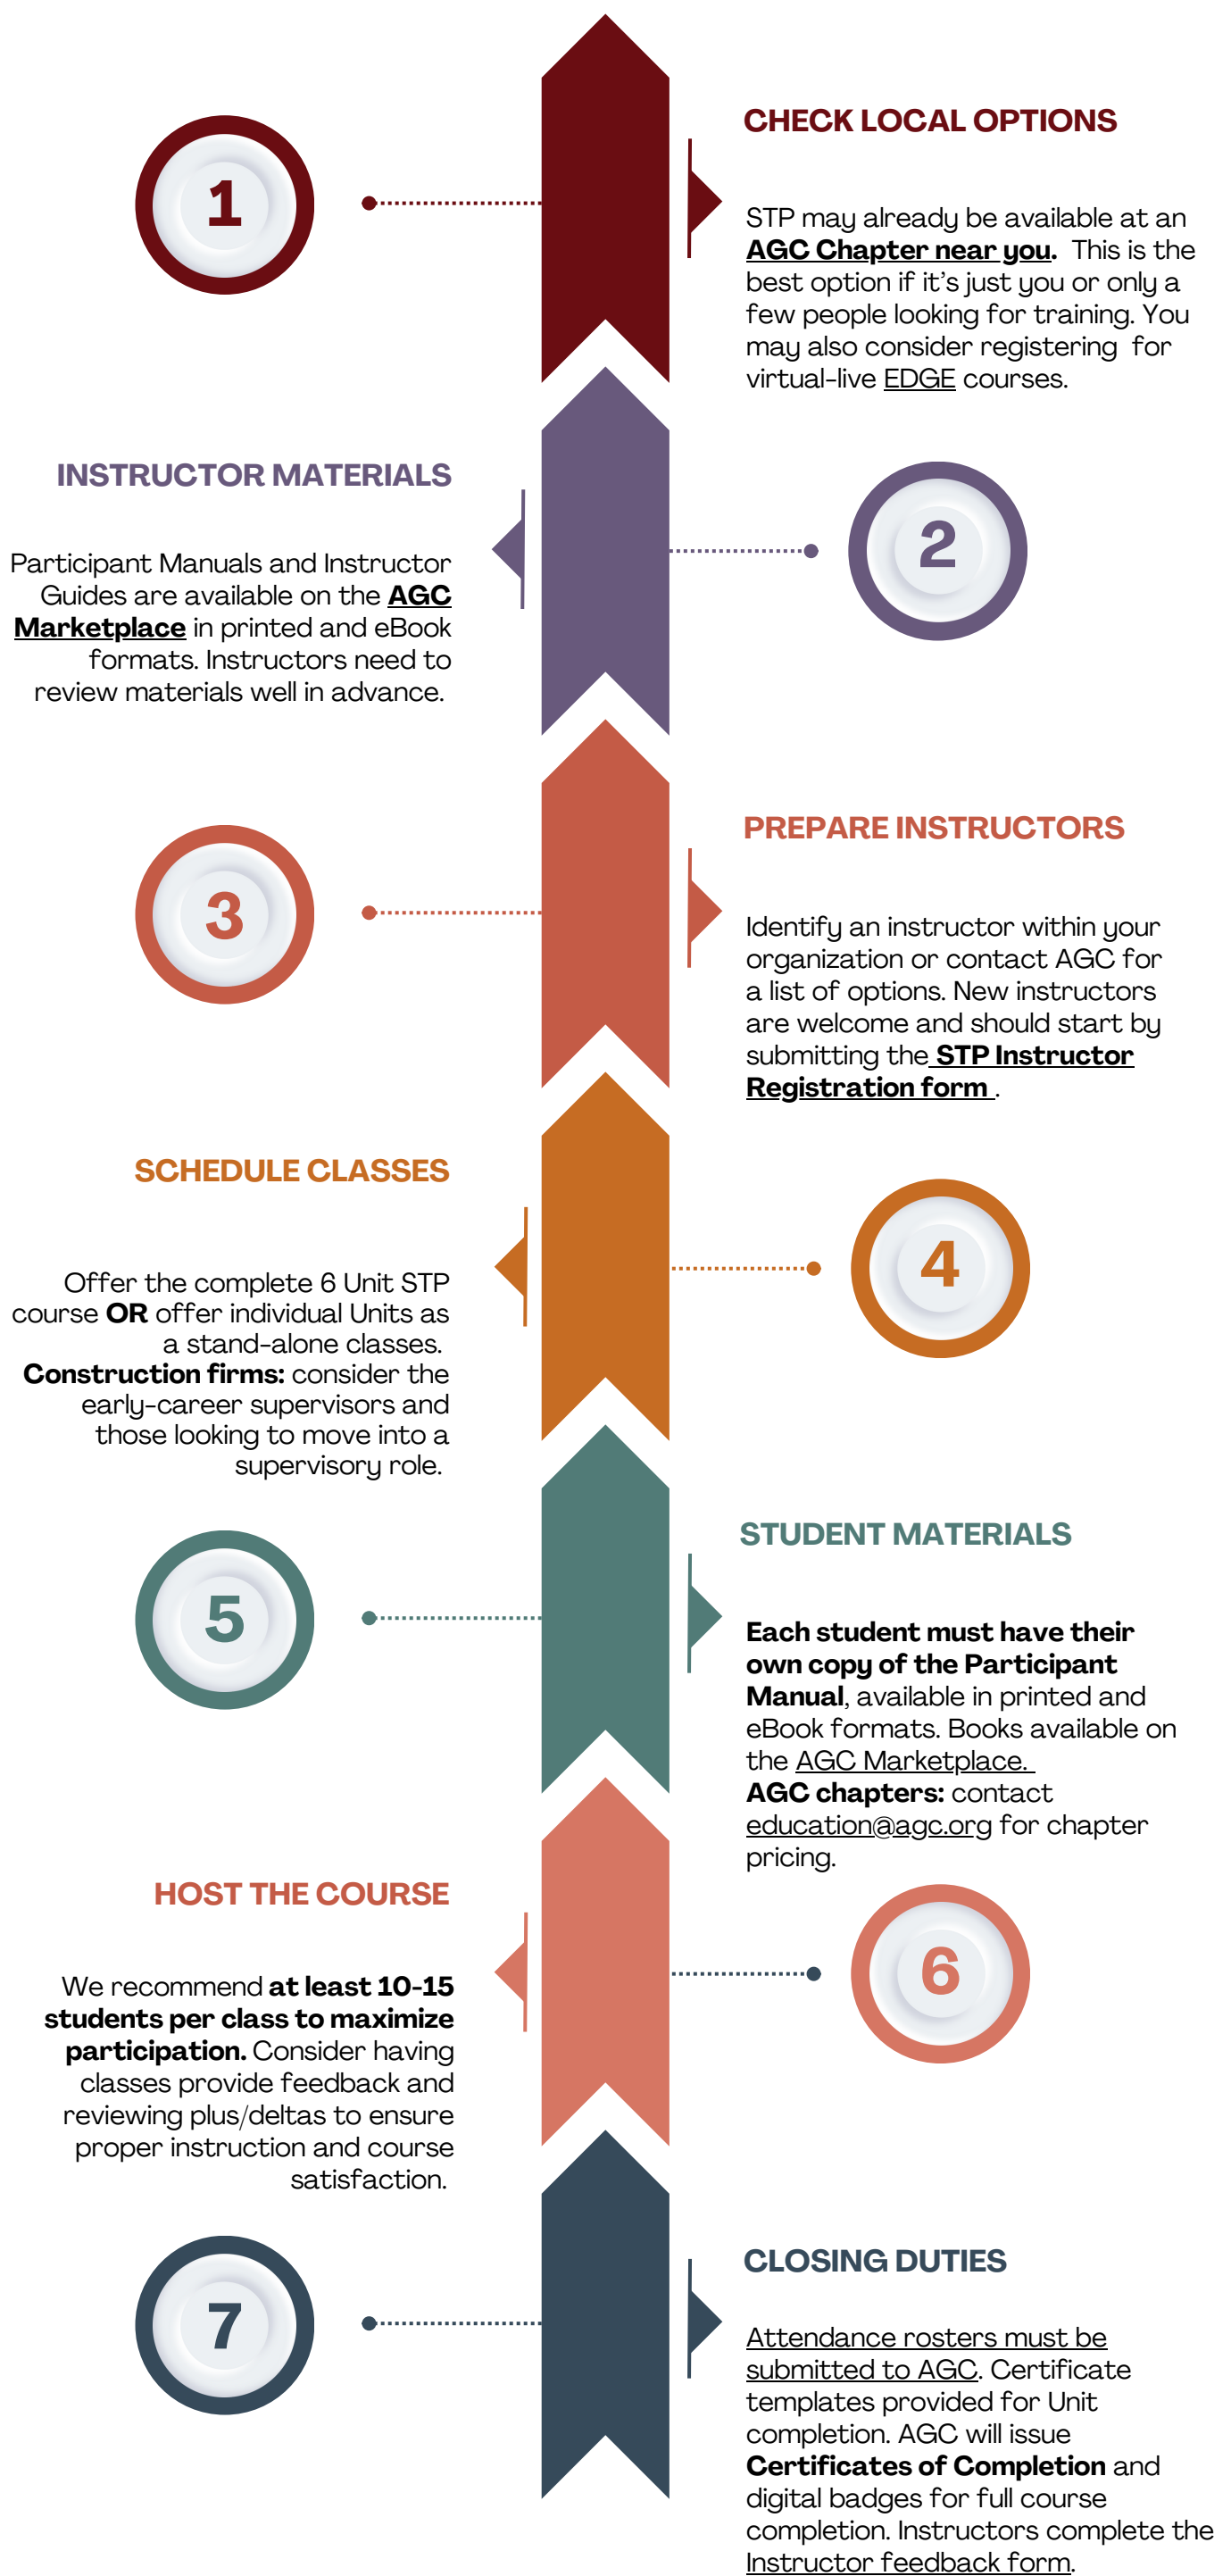 1
CHECK LOCAL OPTIONS
STP may already be available at an
AGC Chapter near you. This is the
best option if it's just you or only a
few people looking for training. You
may also consider registering for
virtual-live EDGE courses.
INSTRUCTOR MATERIALS
Participant Manuals and Instructor
Guides are available on the AGC
Marketplace in printed and eBook
formats. Instructors need to
review materials well in advance.
2
3
PREPARE INSTRUCTORS
Identify an instructor within your
organization or contact AGC for
a list of options. New instructors
are welcome and should start by
submitting the STP Instructor
Registration form .
SCHEDULE CLASSES
Offer the complete 6 Unit STP
course OR offer individual Units as
a stand-alone classes.
Construction firms: consider the
early-career supervisors and
those looking to move into a
supervisory role.
4
5
STUDENT MATERIALS
Each student must have their
own copy of the Participant
Manual, available in printed and
eBook formats. Books available on
the AGC Marketplace.
AGC chapters: contact
education@agc.org for chapter
pricing.
HOST THE COURSE
We recommend at least 10-15
students per class to maximize
participation. Consider having
classes provide feedback and
reviewing plus/deltas to ensure
proper instruction and course
satisfaction.
6
7
CLOSING DUTIES
Attendance rosters must be
submitted to AGC. Certificate
templates provided for Unit
completion. AGC will issue
Certificates of Completion and
digital badges for full course
completion. Instructors complete the
Instructor feedback form.